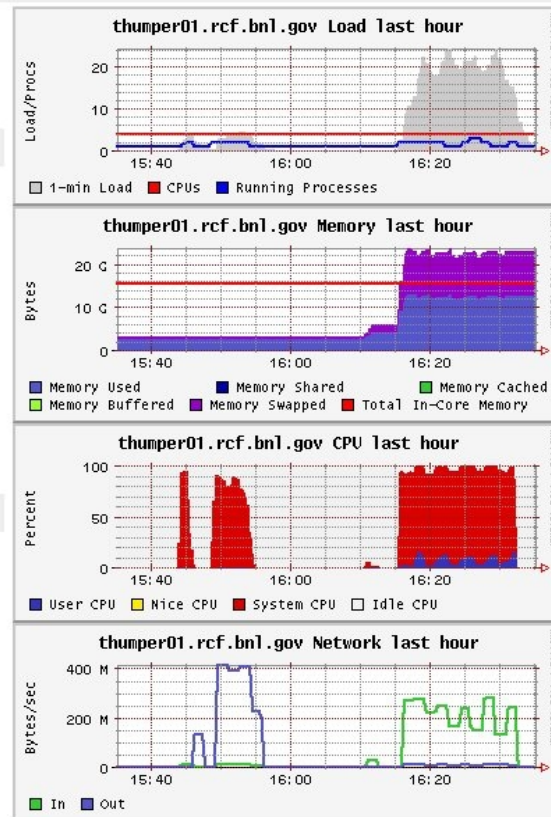 thumper01.rcf.bnl.gov Load last hour
Load/Procs
20
10
0
15:40 16:00 16:20
1-min Load CPUs Running Processes
thumper01.rcf.bnl.gov Memory last hour
Bytes
20 G
10 G
0
15:40 16:00 16:20
Memory Used Memory Shared Memory Cached
Memory Buffered Memory Swapped Total In-Core Memory
thumper01.rcf.bnl.gov CPU last hour
Percent
100
50
0
15:40 16:00 16:20
User CPU Nice CPU System CPU Idle CPU
thumper01.rcf.bnl.gov Network last hour
Bytes/sec
400 M
200 M
0
15:40 16:00 16:20
In Out